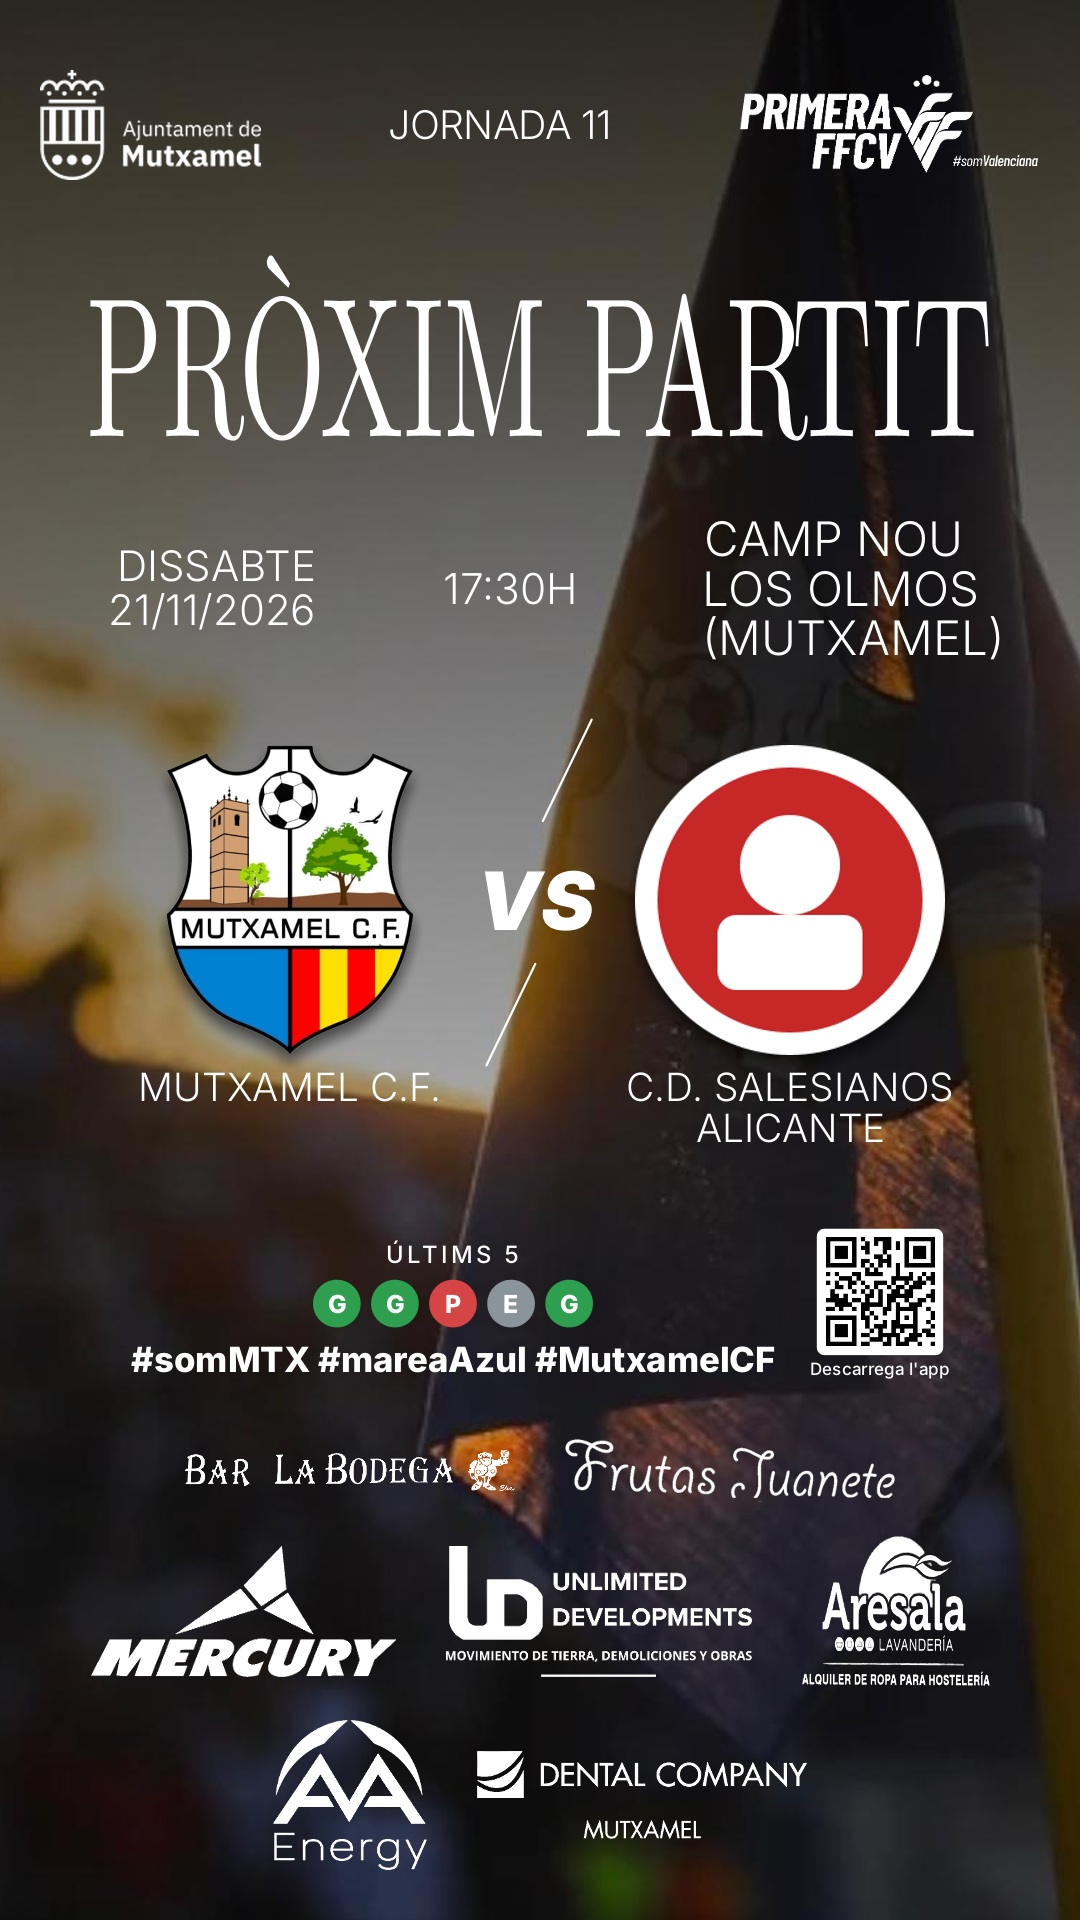 Ajuntament de
Mutxamel
JORNADA 11
PRIMERA
FFCV
#somValenciana
PRÒXIM PARTIT
DISSABTE
21/11/2026
17:30H
CAMP NOU
LOS OLMOS
(MUTXAMEL)
MUTXAMEL C.F.
VS
MUTXAMEL C.F.
C.D. SALESIANOS
ALICANTE
ÚLTIMS 5
G G P E G
#somMTX #mareaAzul #MutxamelCF
Descarrega l'app
BAR LA BODEGA
Frutas Juanete
MERCURY
UD UNLIMITED
DEVELOPMENTS
MOVIMIENTO DE TIERRA, DEMOLICIONES Y OBRAS
Aresala
LAVANDERÍA
ALQUILER DE ROPA PARA HOSTELERÍA
AA
Energy
DENTAL COMPANY
MUTXAMEL